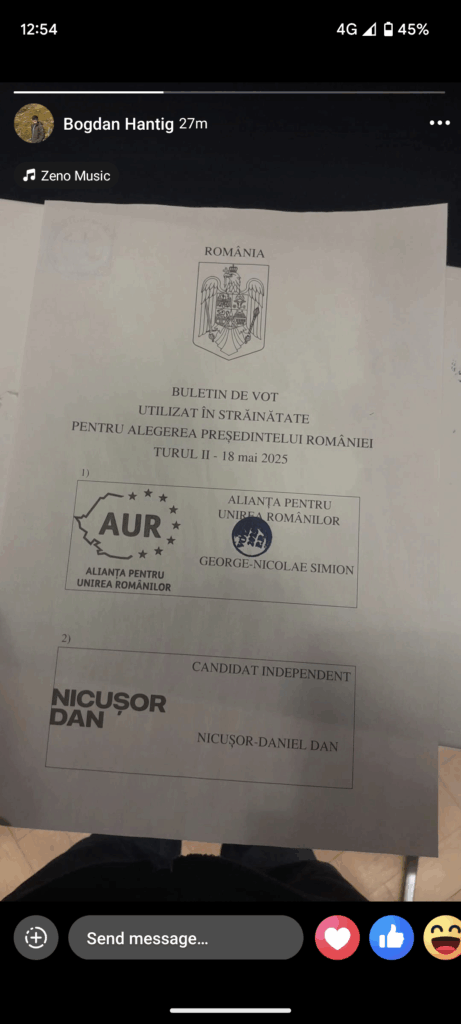 12:54
4G 45%
Bogdan Hantig 27m
Zeno Music
ROMÂNIA
BULETIN DE VOT
UTILIZAT ÎN STRĂINĂTATE
PENTRU ALEGEREA PREȘEDINTELUI ROMÂNIEI
TURUL II - 18 mai 2025
1)
AUR
ALIANȚA PENTRU
UNIREA ROMÂNILOR
ALIANȚA PENTRU
UNIREA ROMÂNILOR
GEORGE-NICOLAE SIMION
2)
NICUȘOR
DAN
CANDIDAT INDEPENDENT
NICUȘOR-DANIEL DAN
Send message...